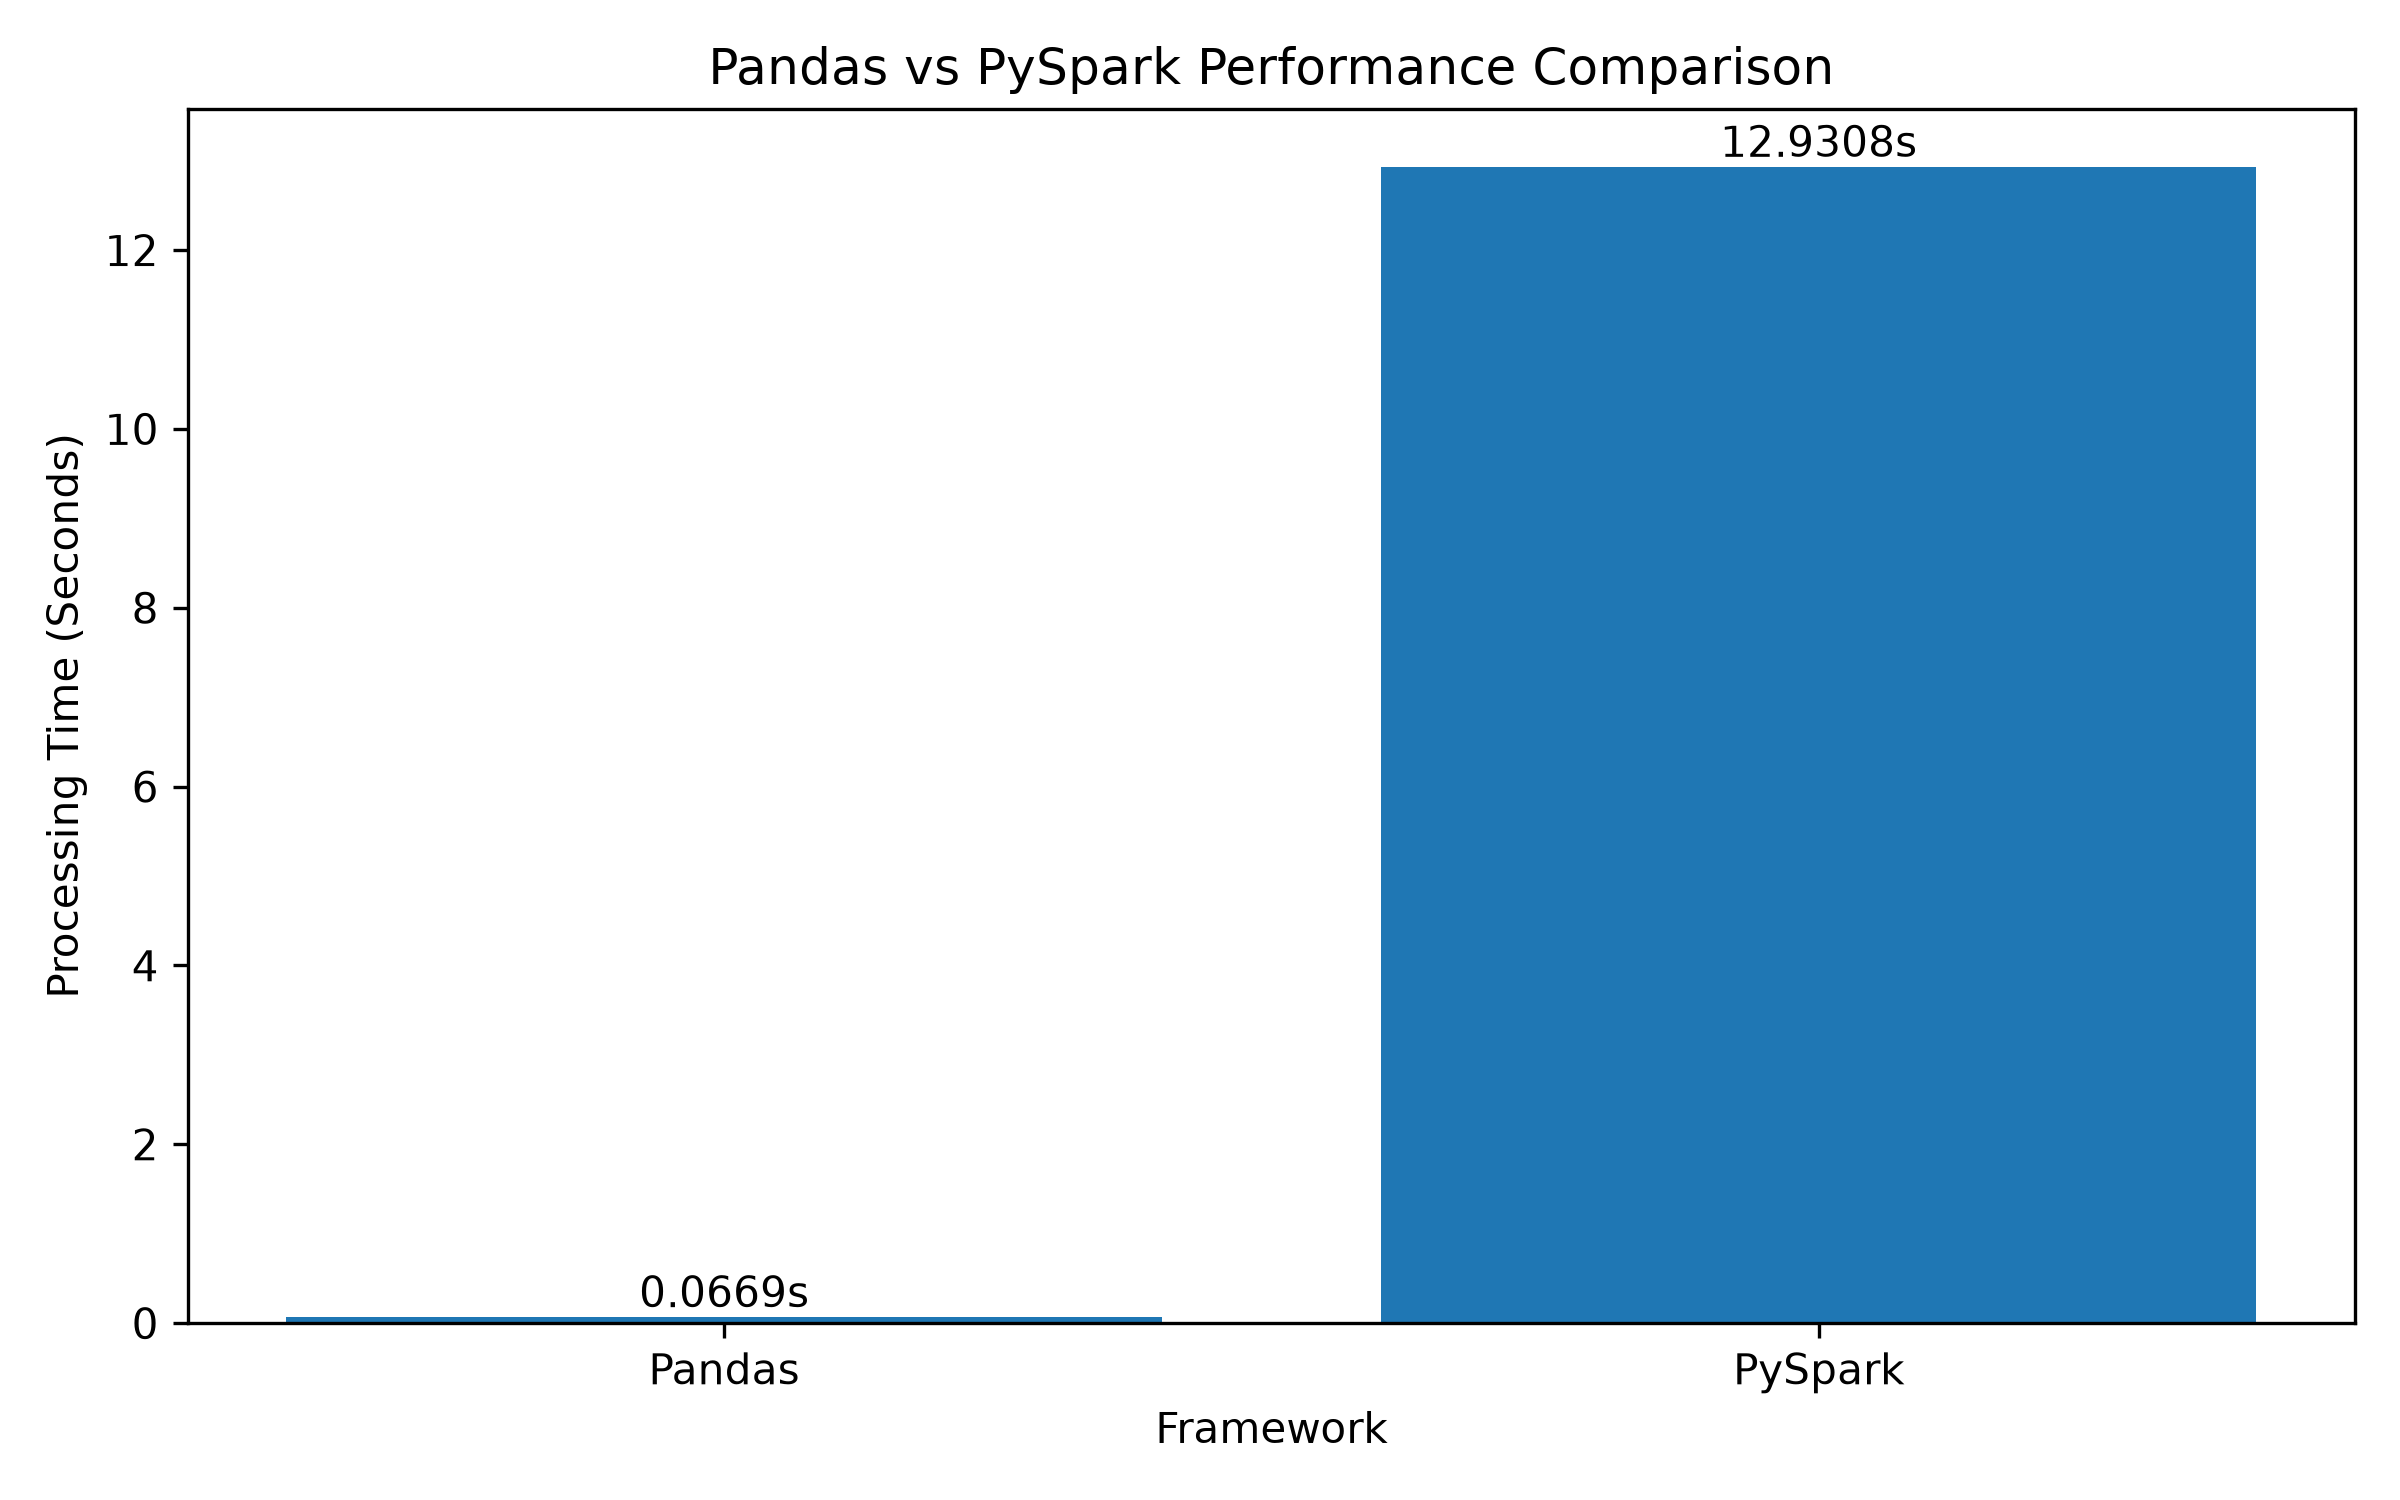 Pandas vs PySpark Performance Comparison
12.9308s
12
10
8
6
4
2
0
Processing Time (Seconds)
0.0669s
Pandas
PySpark
Framework